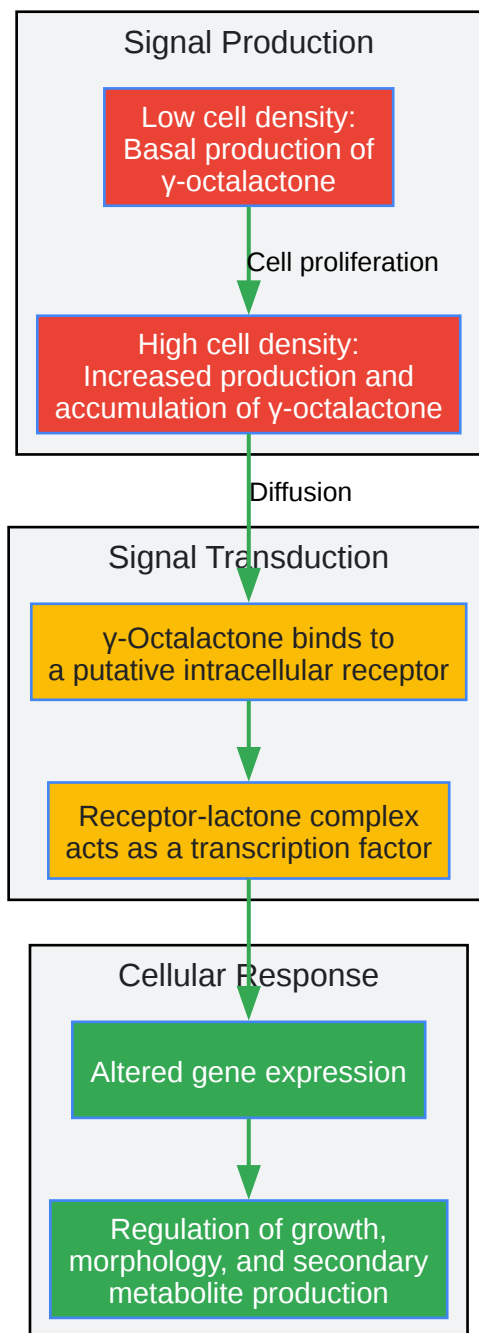 Signal Production
Low cell density:
Basal production of
γ-octalactone
Cell proliferation
High cell density:
Increased production and
accumulation of γ-octalactone
Diffusion
Signal Transduction
γ-Octalactone binds to
a putative intracellular receptor
Receptor-lactone complex
acts as a transcription factor
Cellular Response
Altered gene expression
Regulation of growth,
morphology, and secondary
metabolite production